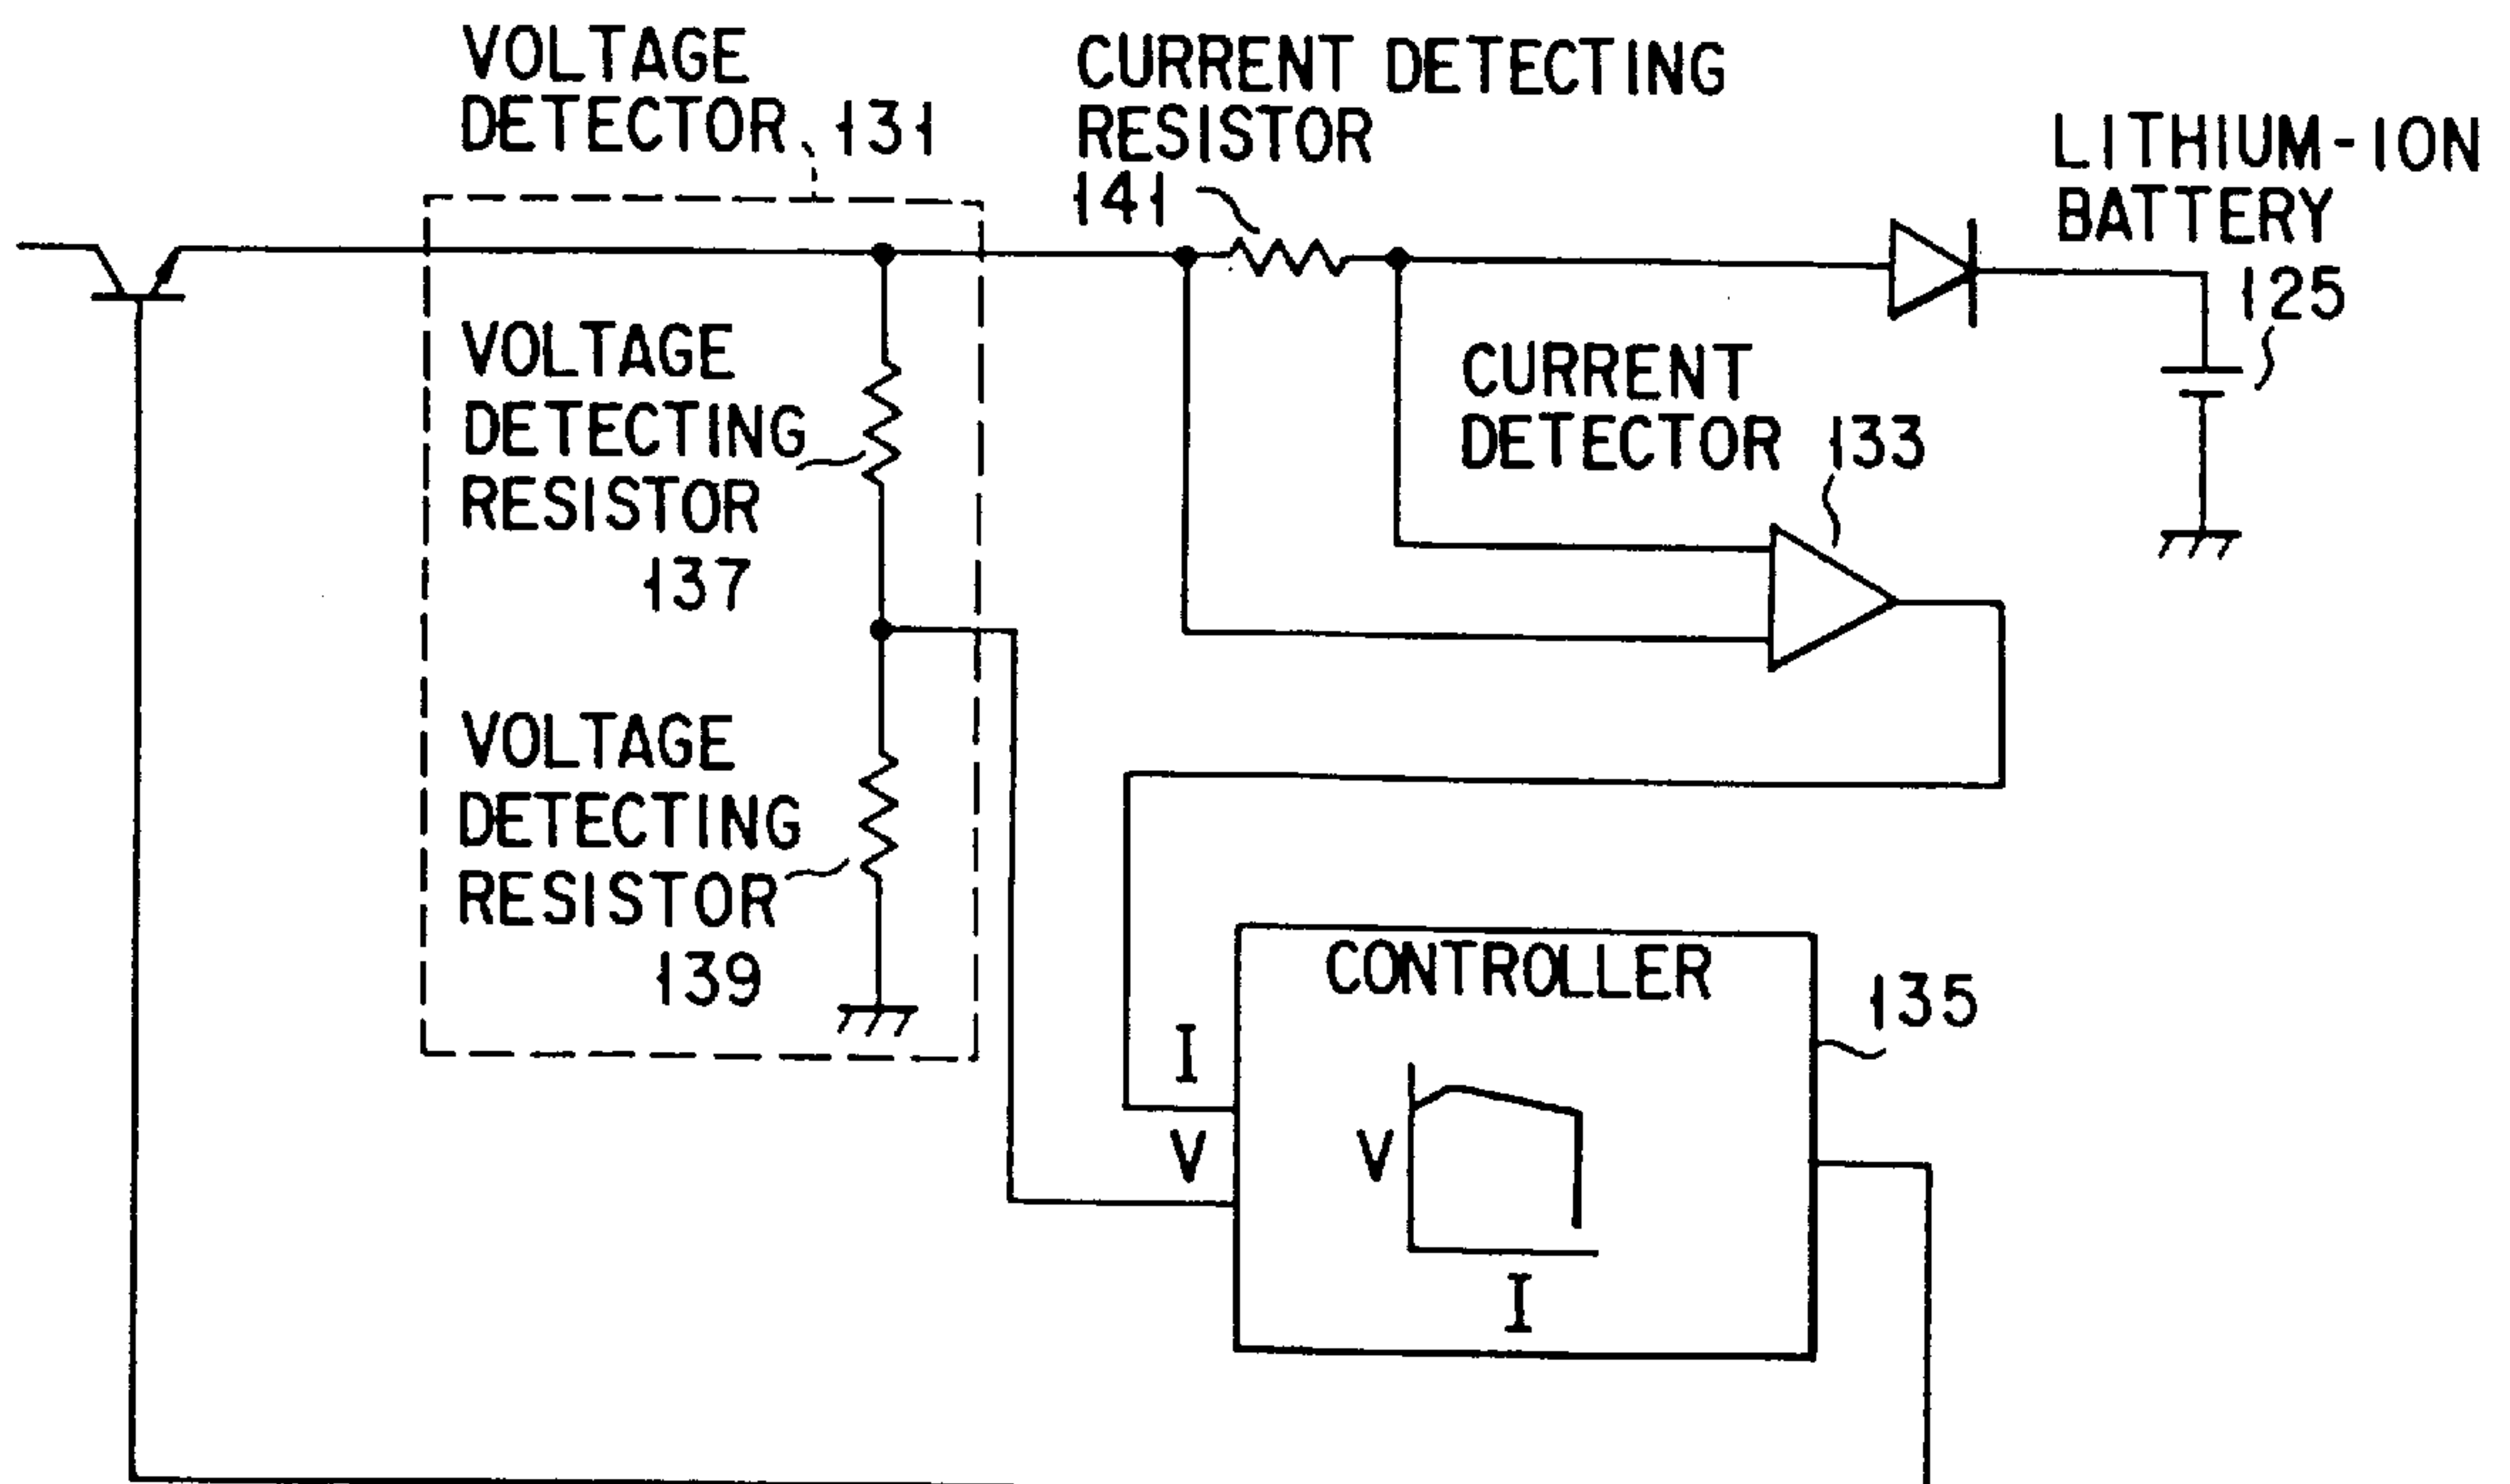 VOLTAGE
DETECTOR 131
CURRENT DETECTING
RESISTOR
141
LITHIUM-ION
BATTERY
125
VOLTAGE
DETECTING
RESISTOR
137
CURRENT
DETECTOR 133
VOLTAGE
DETECTING
RESISTOR
139
CONTROLLER
135
I
V
V
I